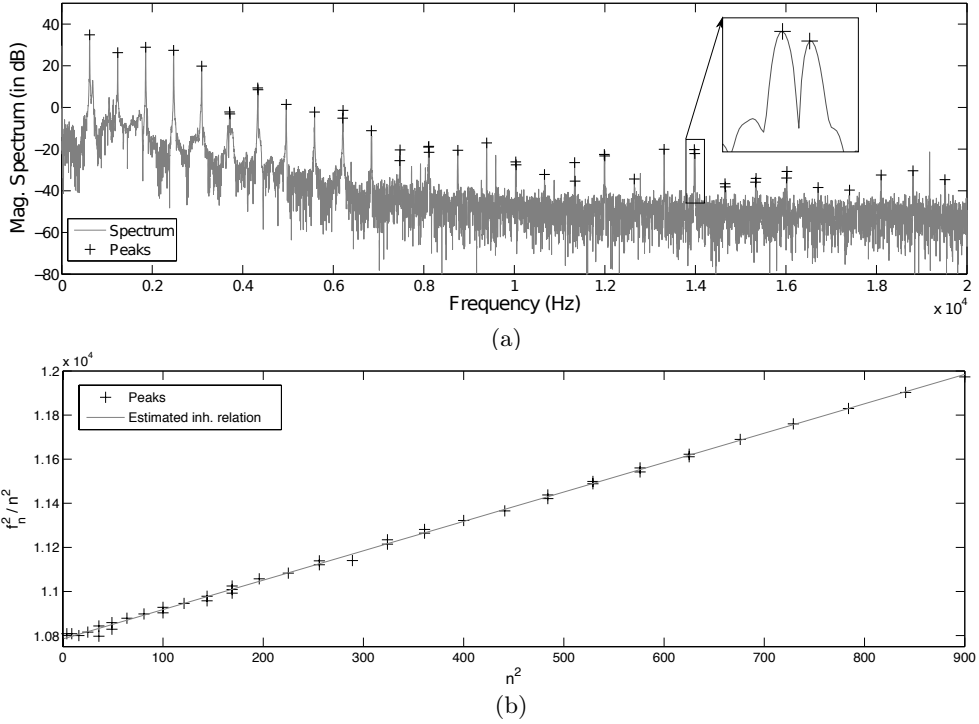 40
20
0
−20
−40
−60
−80
Mag. Spectrum (in dB)
Spectrum
Peaks
0 0.2 0.4 0.6 0.8 1.0 1.2 1.4 1.6 1.8 2.0
Frequency (Hz)
x 10^4
(a)
x 10^4
1.2
1.18
1.16
1.14
1.12
1.1
1.08
f_n^2 / n^2
Peaks
Estimated inh. relation
0 100 200 300 400 500 600 700 800 900
n^2
(b)